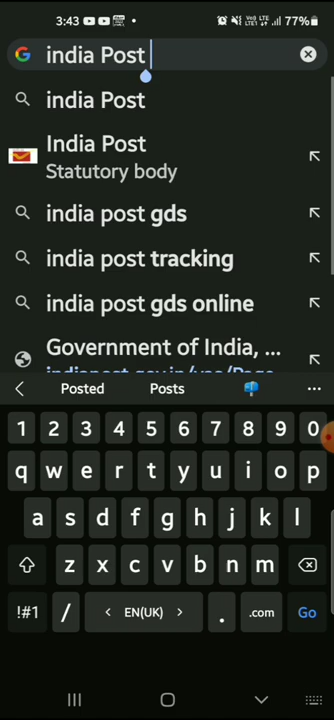 3:43 77%
india Post
india Post
India Post
Statutory body
india post gds
india post tracking
india post gds online
Government of India, ...
Posted Posts ...
1 2 3 4 5 6 7 8 9 0
q w e r t y u i o p
a s d f g h j k l
z x c v b n m
!#1 / < EN(UK) > . .com Go